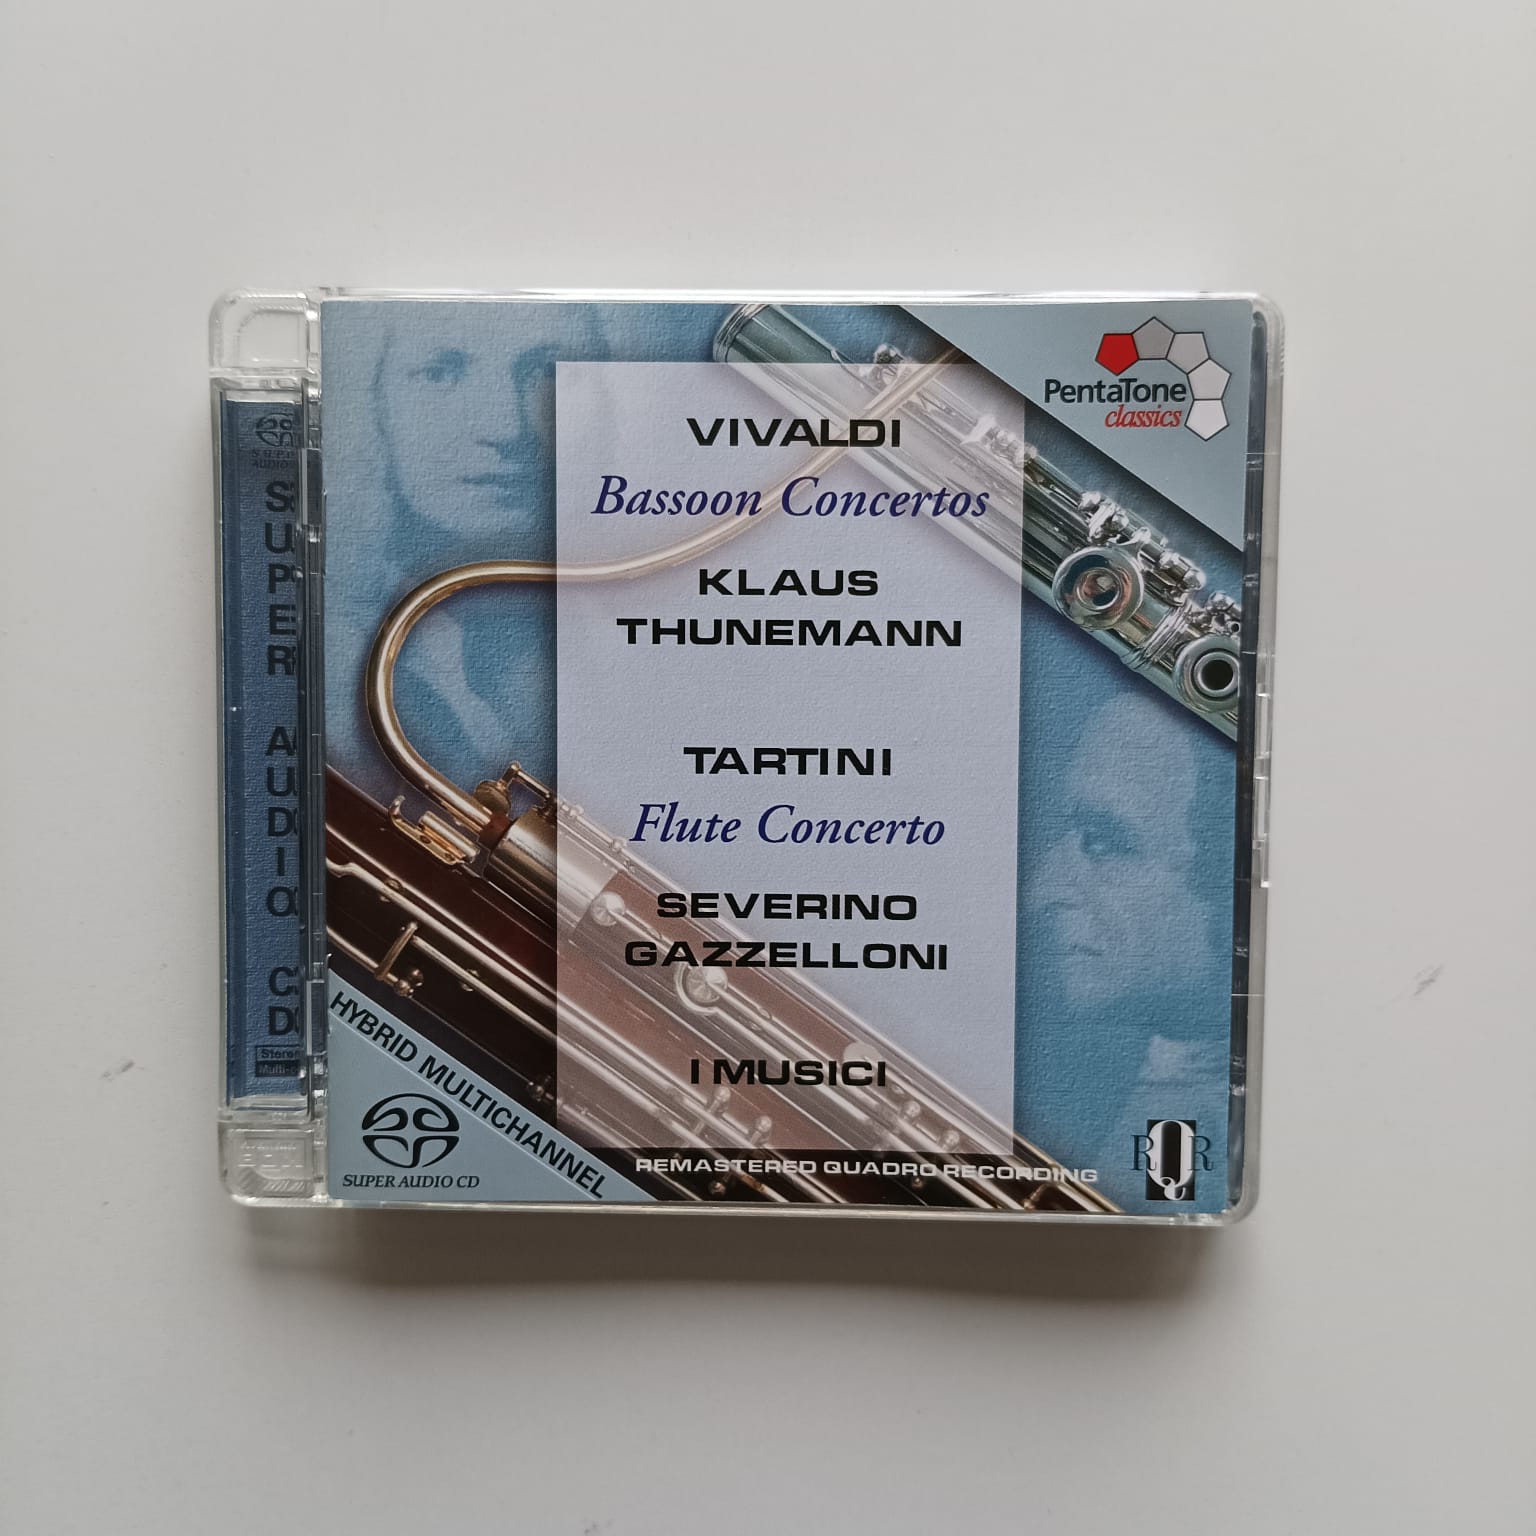 VIVALDI
Bassoon Concertos
KLAUS
THUNEMANN
TARTINI
Flute Concerto
SEVERINO
GAZZELLONI
I MUSICI
REMASTERED QUADRO RECORDING
PentaTone
classics
HYBRID MULTICHANNEL
SUPER AUDIO CD
RQR
SUPER AUDIO CD